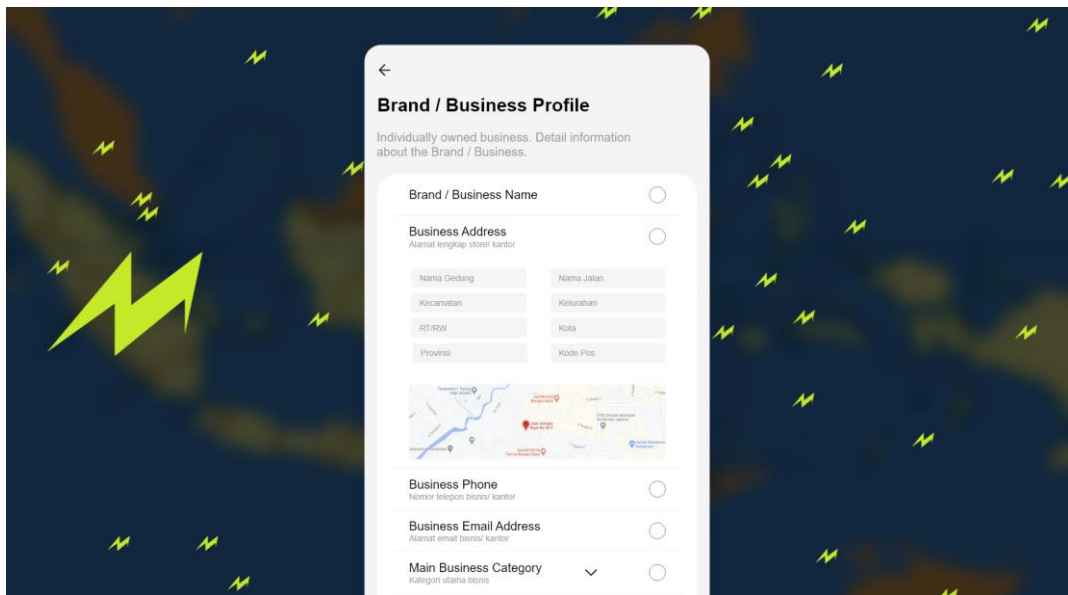 Brand / Business Profile
Individually owned business. Detail information
about the Brand / Business.
Brand / Business Name
Business Address
Alamat lengkap store/ kantor
Nama Gedung
Nama Jalan
Kecamatan
Kelurahan
RT/RW
Kota
Provinsi
Kode Pos
Business Phone
Nomor telepon bisnis/ kantor
Business Email Address
Alamat email bisnis/ kantor
Main Business Category
Kategori utama bisnis